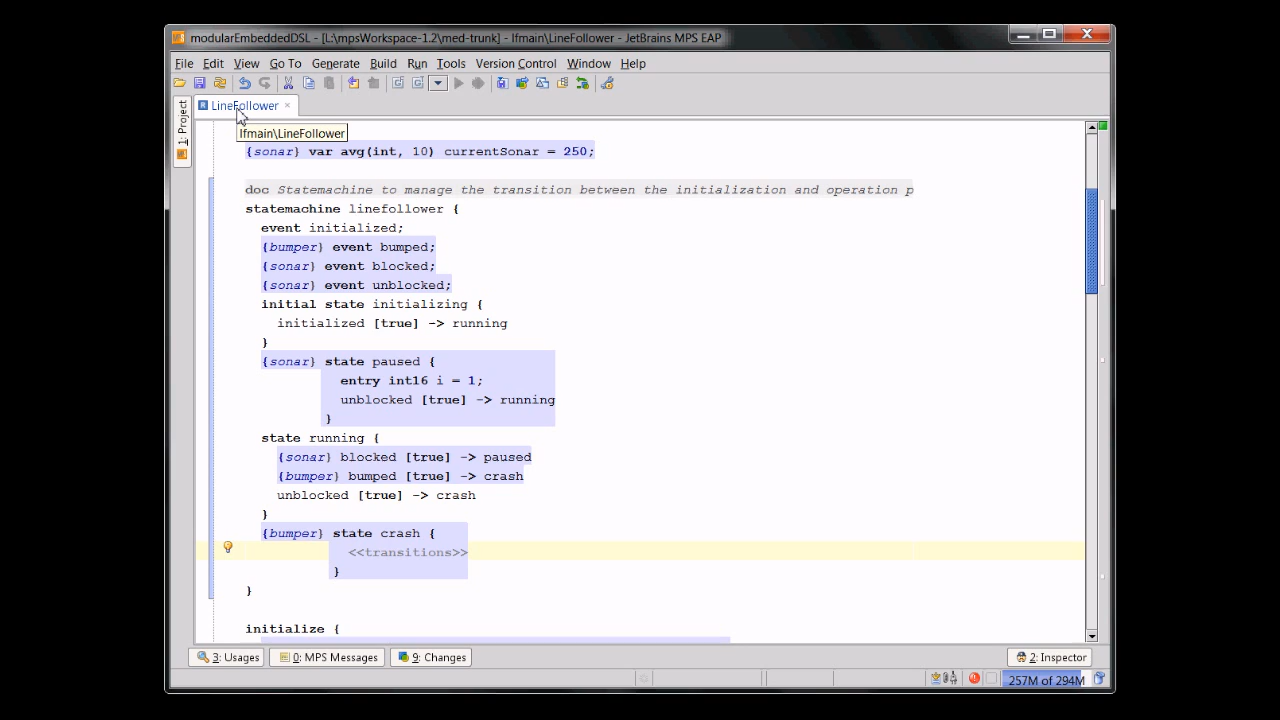 modularEmbeddedDSL - [L:\mpsWorkspace-1.2\med-trunk] - lfmain\LineFollower - JetBrains MPS EAP
File Edit View Go To Generate Build Run Tools Version Control Window Help
LineFollower
1: Project
lfmain\LineFollower
{sonar} var avg(int, 10) currentSonar = 250;
doc Statemachine to manage the transition between the initialization and operation p
statemachine linefollower {
event initialized;
{bumper} event bumped;
{sonar} event blocked;
{sonar} event unblocked;
initial state initializing {
initialized [true] -> running
}
{sonar} state paused {
entry int16 i = 1;
unblocked [true] -> running
}
state running {
{sonar} blocked [true] -> paused
{bumper} bumped [true] -> crash
unblocked [true] -> crash
}
{bumper} state crash {
<<transitions>>
}
}
initialize {
3: Usages 0: MPS Messages 9: Changes 2: Inspector
257M of 294M